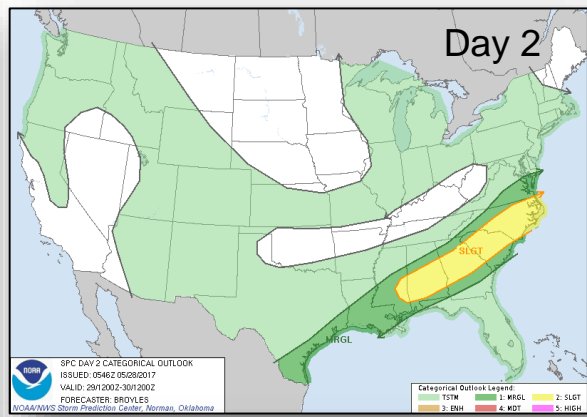 Day 2
SLGT
MRGL
NOAA
SPC DAY 2 CATEGORICAL OUTLOOK
ISSUED: 0546Z 05/28/2017
VALID: 29/1200Z-30/1200Z
FORECASTER: BROYLES
NOAA/NWS Storm Prediction Center, Norman, Oklahoma
Categorical Outlook Legend:
TSTM 1: MRGL 2: SLGT
3: ENH 4: MDT 5: HIGH